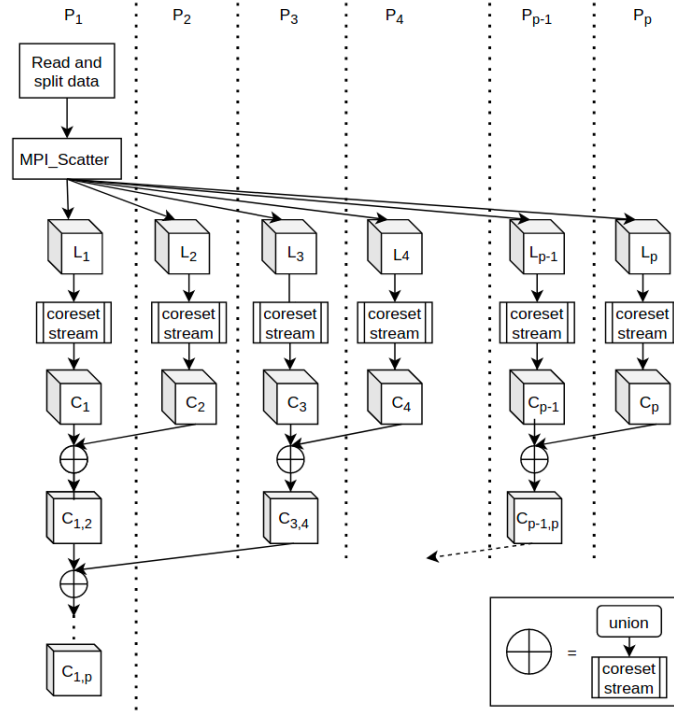 P1 P2 P3 P4 Pp-1 Pp
Read and
split data
MPI_Scatter
L1 L2 L3 L4 Lp-1 Lp
coreset coreset coreset coreset coreset coreset
stream stream stream stream stream stream
C1 C2 C3 C4 Cp-1 Cp
C1,2 C3,4 Cp-1,p
union
=
coreset
stream
C1,p